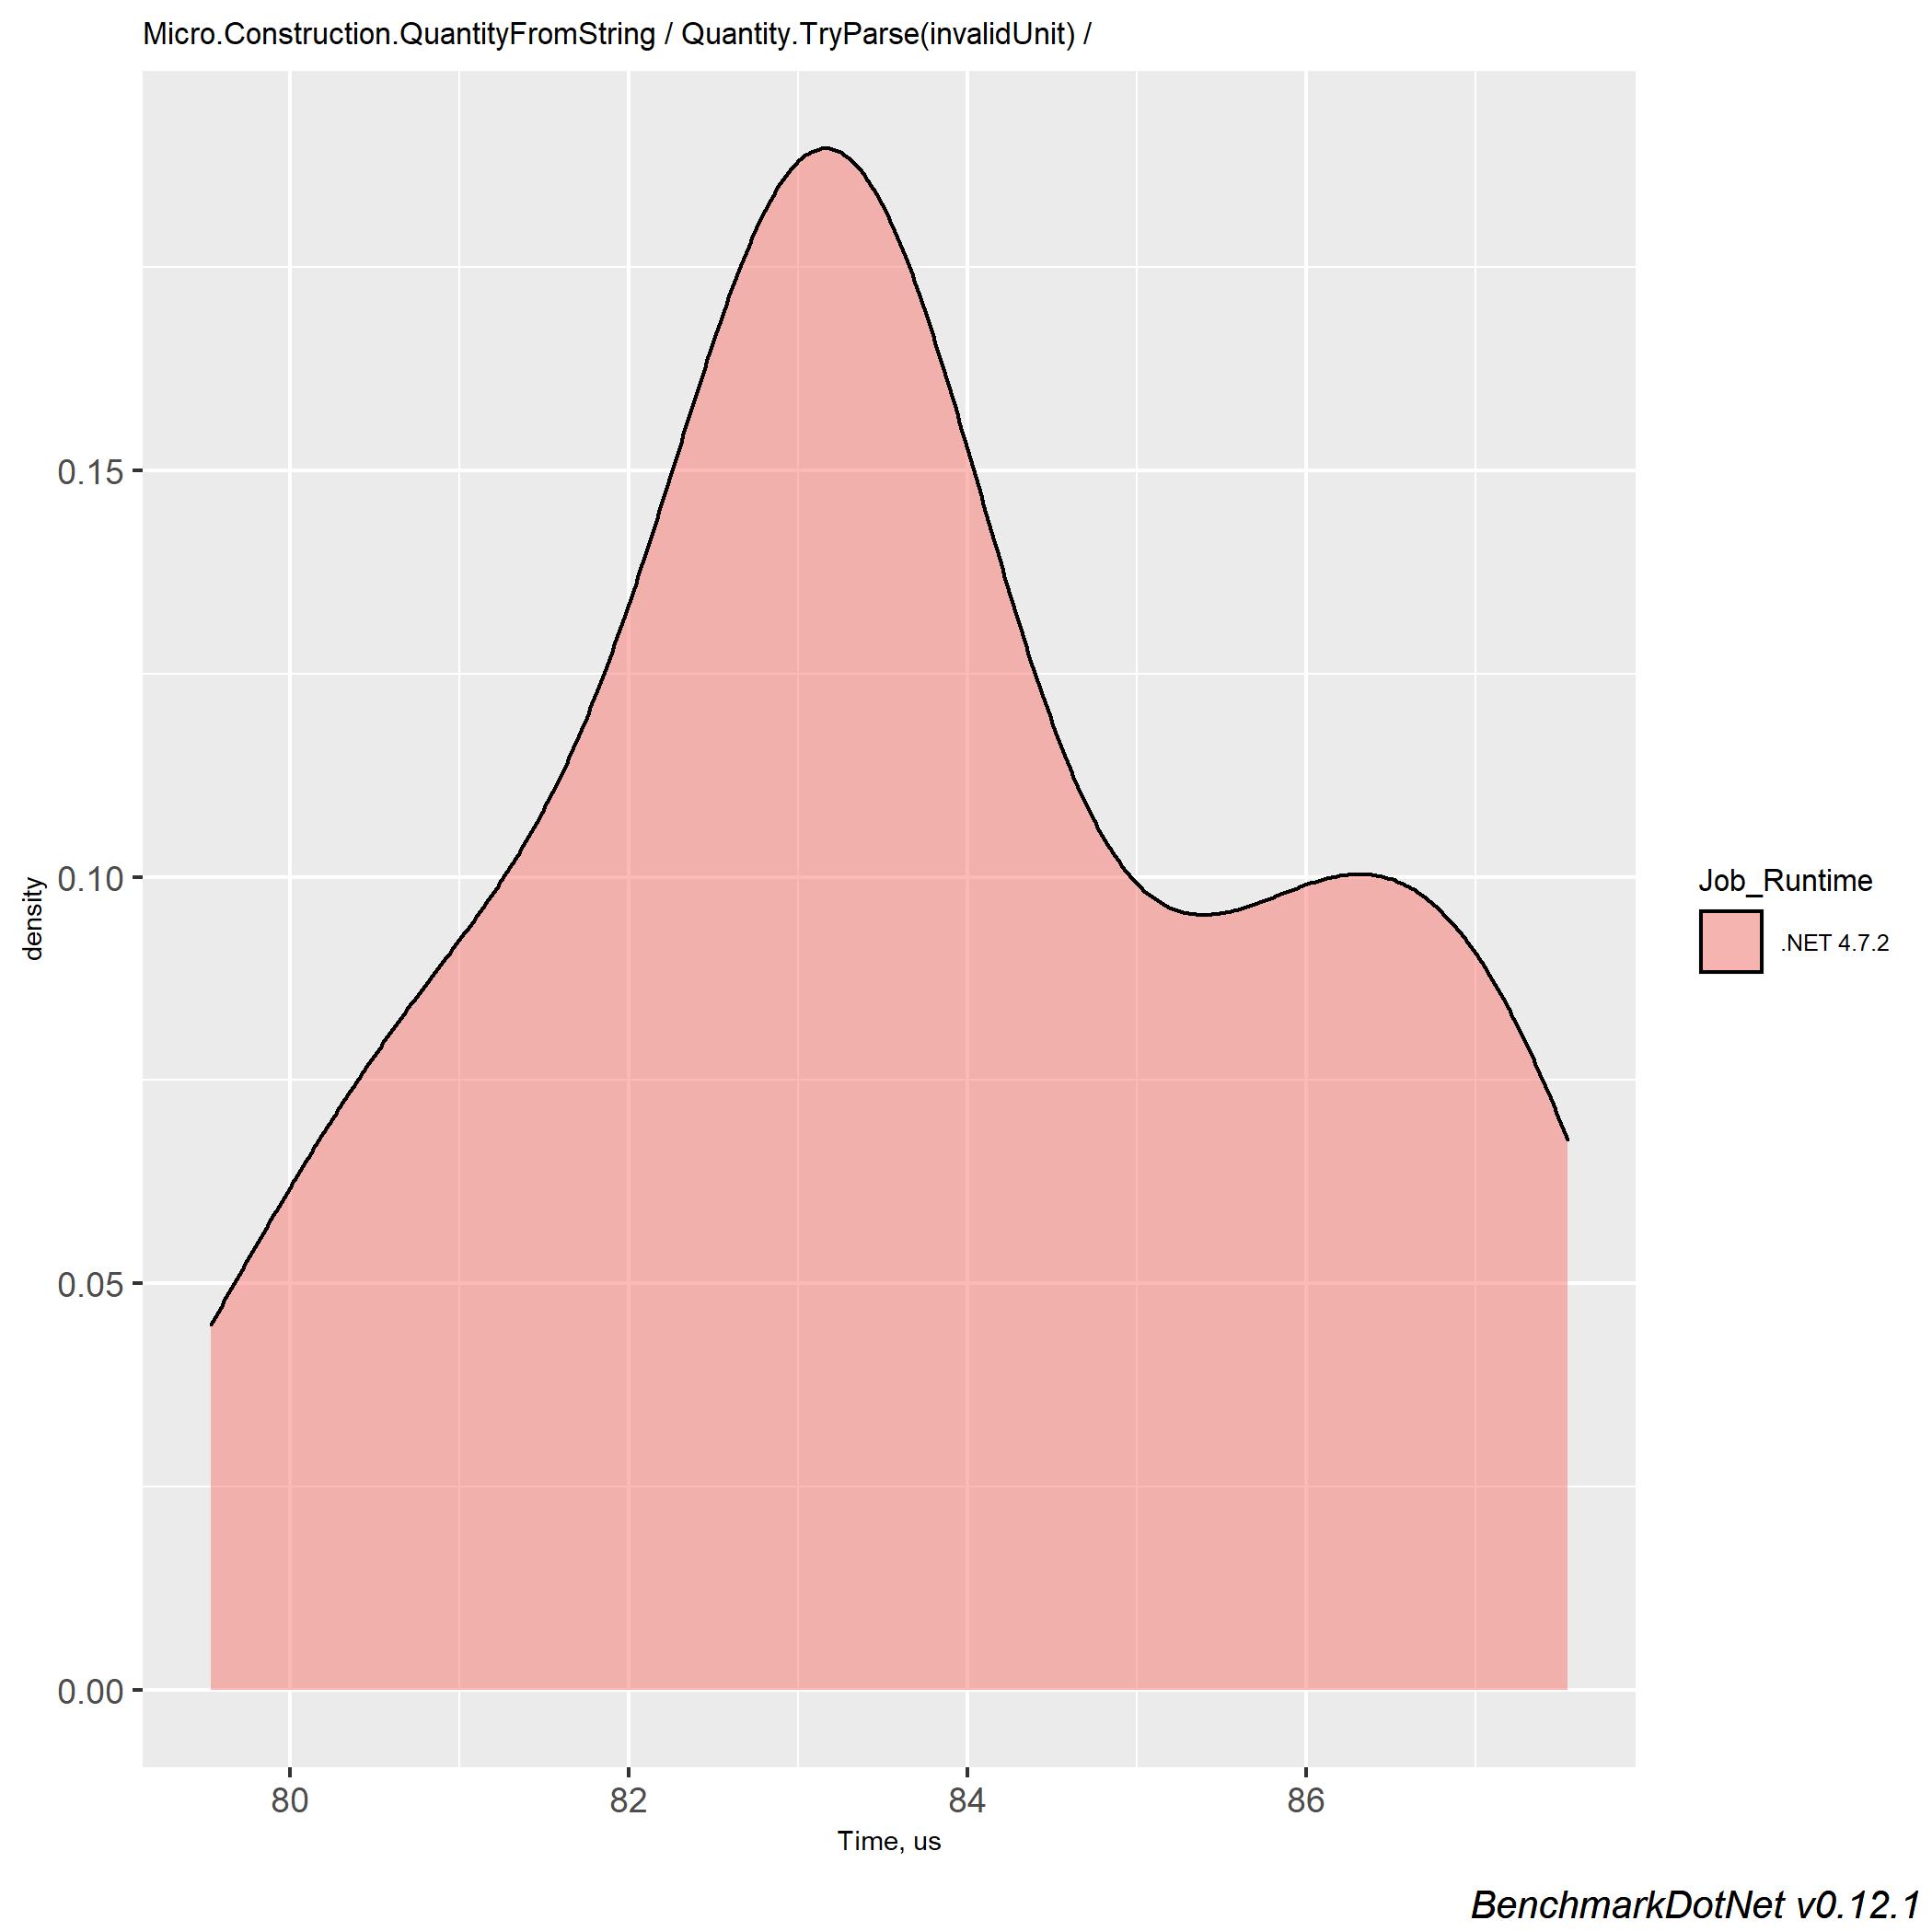 Micro.Construction.QuantityFromString / Quantity.TryParse(invalidUnit) /
density
0.15
0.10
0.05
0.00
80 82 84 86
Time, us
Job_Runtime
.NET 4.7.2
BenchmarkDotNet v0.12.1